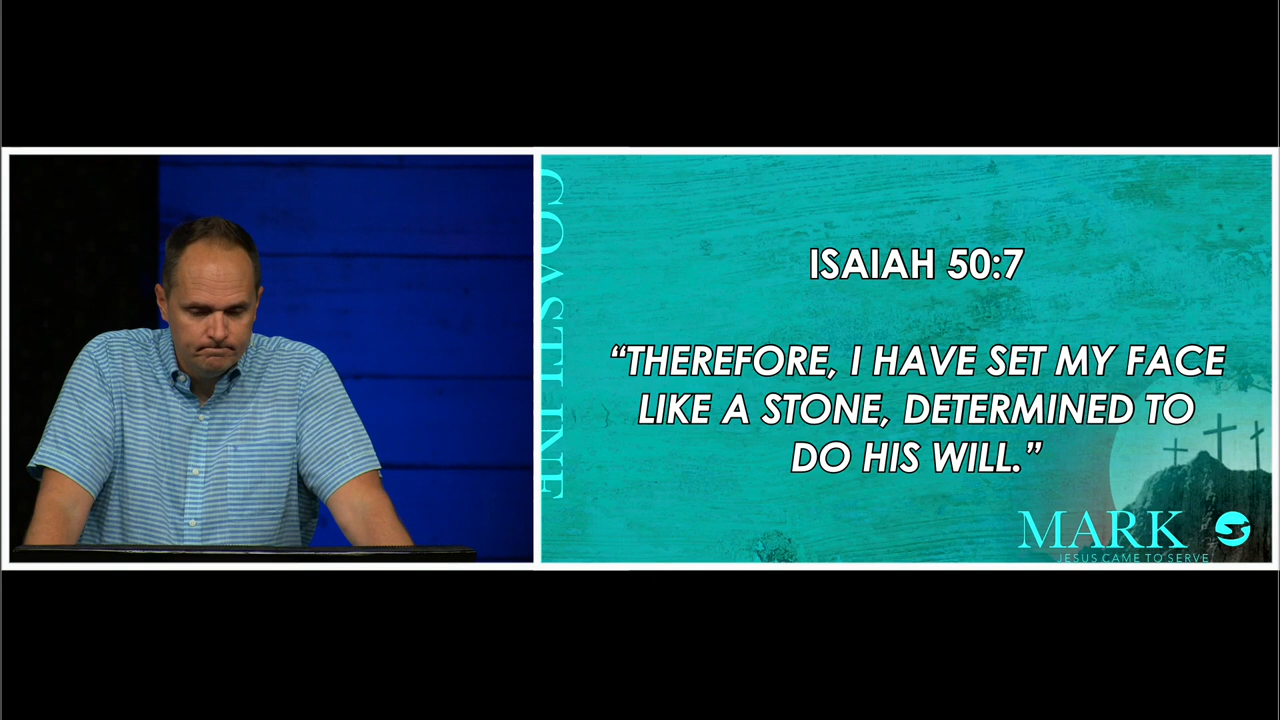 COASTLINE
ISAIAH 50:7
“THEREFORE, I HAVE SET MY FACE
LIKE A STONE, DETERMINED TO
DO HIS WILL.”
MARK
JESUS CAME TO SERVE